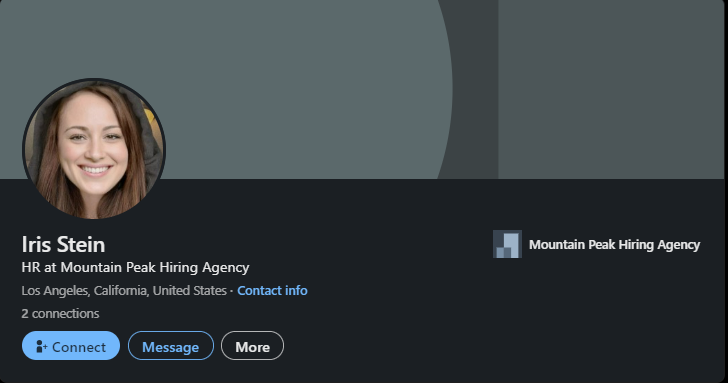 Iris Stein
Mountain Peak Hiring Agency
HR at Mountain Peak Hiring Agency
Los Angeles, California, United States · Contact info
2 connections
Connect Message More